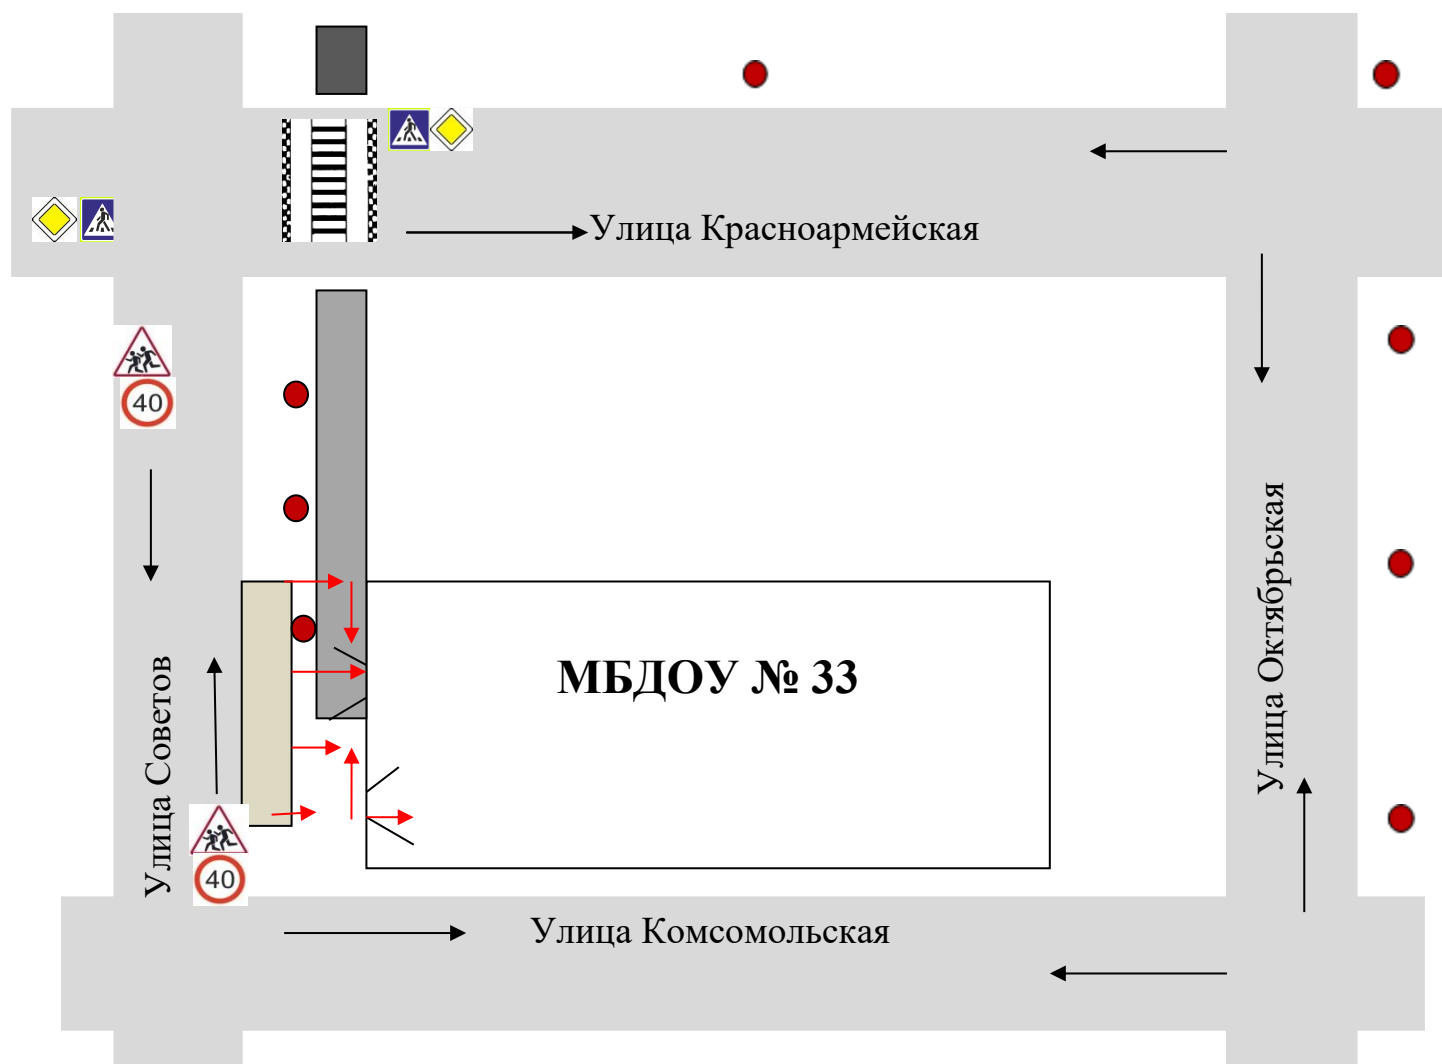 Улица Красноармейская
40
МБДОУ № 33
Улица Советов
Улица Октябрьская
40
Улица Комсомольская